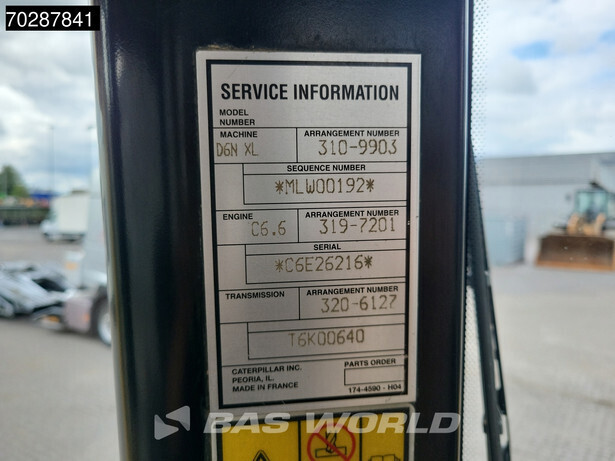 70287841
SERVICE INFORMATION
MODEL NUMBER
MACHINE
ARRANGEMENT NUMBER
D6N XL
310-9903
SEQUENCE NUMBER
*MLW00192*
ENGINE
ARRANGEMENT NUMBER
C6.6
319-7201
SERIAL
*C6E26216*
TRANSMISSION
ARRANGEMENT NUMBER
320-6127
T6K00640
CATERPILLAR INC.
PARTS ORDER
PEORIA, IL.
MADE IN FRANCE
174-4590 - H04
BAS WORLD